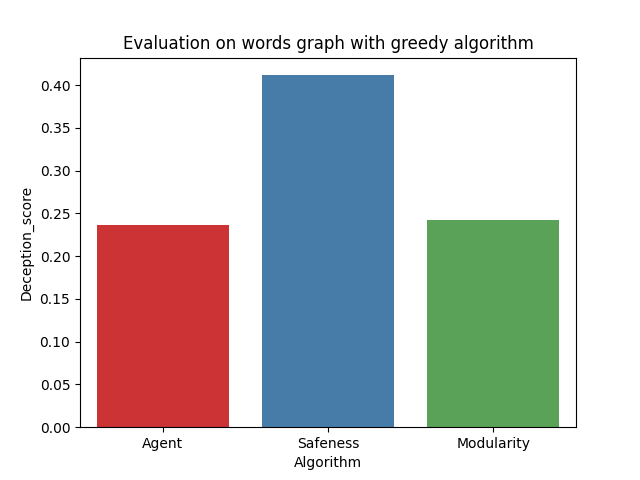 Evaluation on words graph with greedy algorithm
0.40
0.35
0.30
0.25
0.20
0.15
0.10
0.05
0.00
Deception_score
Agent Safeness Modularity
Algorithm